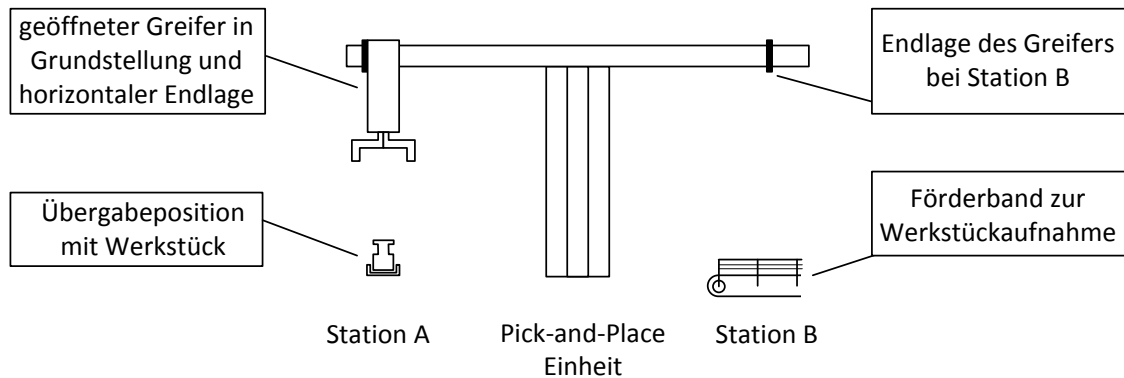 geöffneter Greifer in
Grundstellung und
horizontaler Endlage
Endlage des Greifers
bei Station B
Übergabeposition
mit Werkstück
Förderband zur
Werkstückaufnahme
Station A
Pick-and-Place
Einheit
Station B